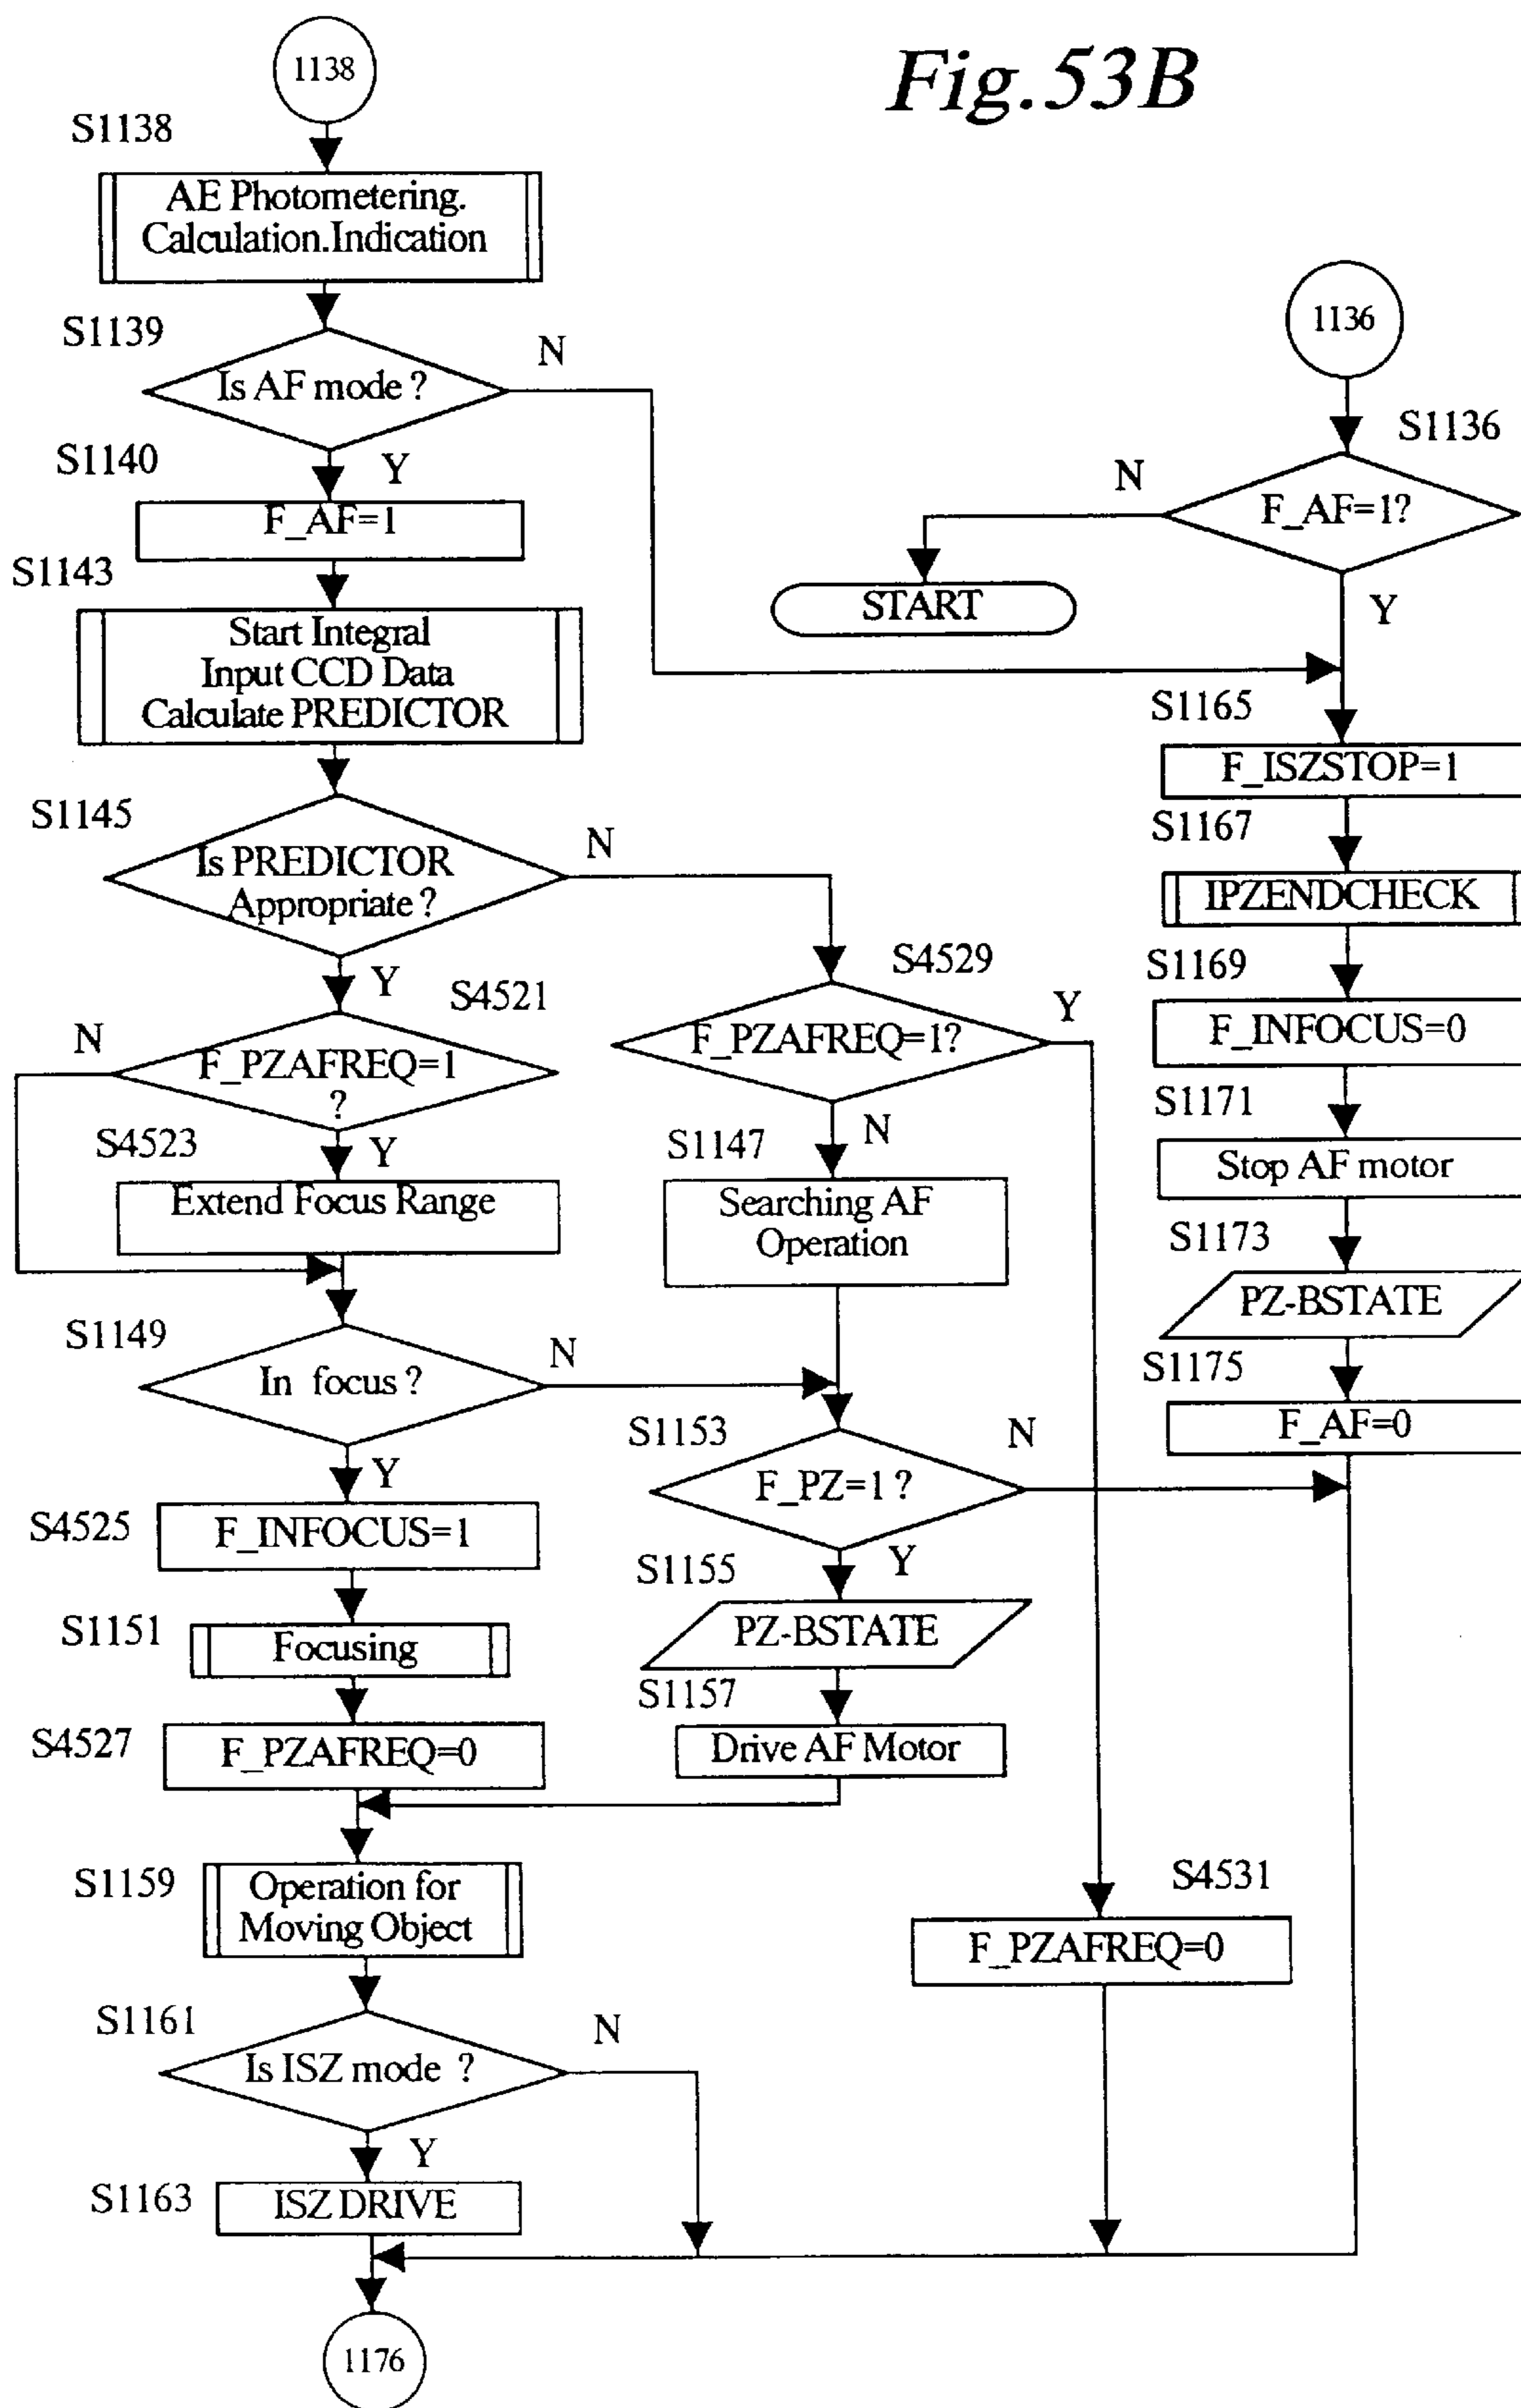 Fig.53B
1138
S1138
AE Photometering.
Calculation.Indication
S1139
Is AF mode ?
N
Y
S1140
F_AF=1
S1143
Start Integral
Input CCD Data
Calculate PREDICTOR
S1145
Is PREDICTOR
Appropriate ?
N
Y
S4521
N
F_PZAFREQ=1
?
Y
S4523
Extend Focus Range
S1149
In focus ?
N
Y
S4525
F_INFOCUS=1
S1151
Focusing
S4527
F_PZAFREQ=0
S1159
Operation for
Moving Object
S1161
Is ISZ mode ?
N
Y
S1163
ISZ DRIVE
1176
S4529
F_PZAFREQ=1?
Y
N
S1147
Searching AF
Operation
S1153
F_PZ=1 ?
N
Y
S1155
PZ-BSTATE
S1157
Drive AF Motor
S4531
F_PZAFREQ=0
1136
S1136
F_AF=1?
N
START
Y
S1165
F_ISZSTOP=1
S1167
IPZENDCHECK
S1169
F_INFOCUS=0
S1171
Stop AF motor
S1173
PZ-BSTATE
S1175
F_AF=0